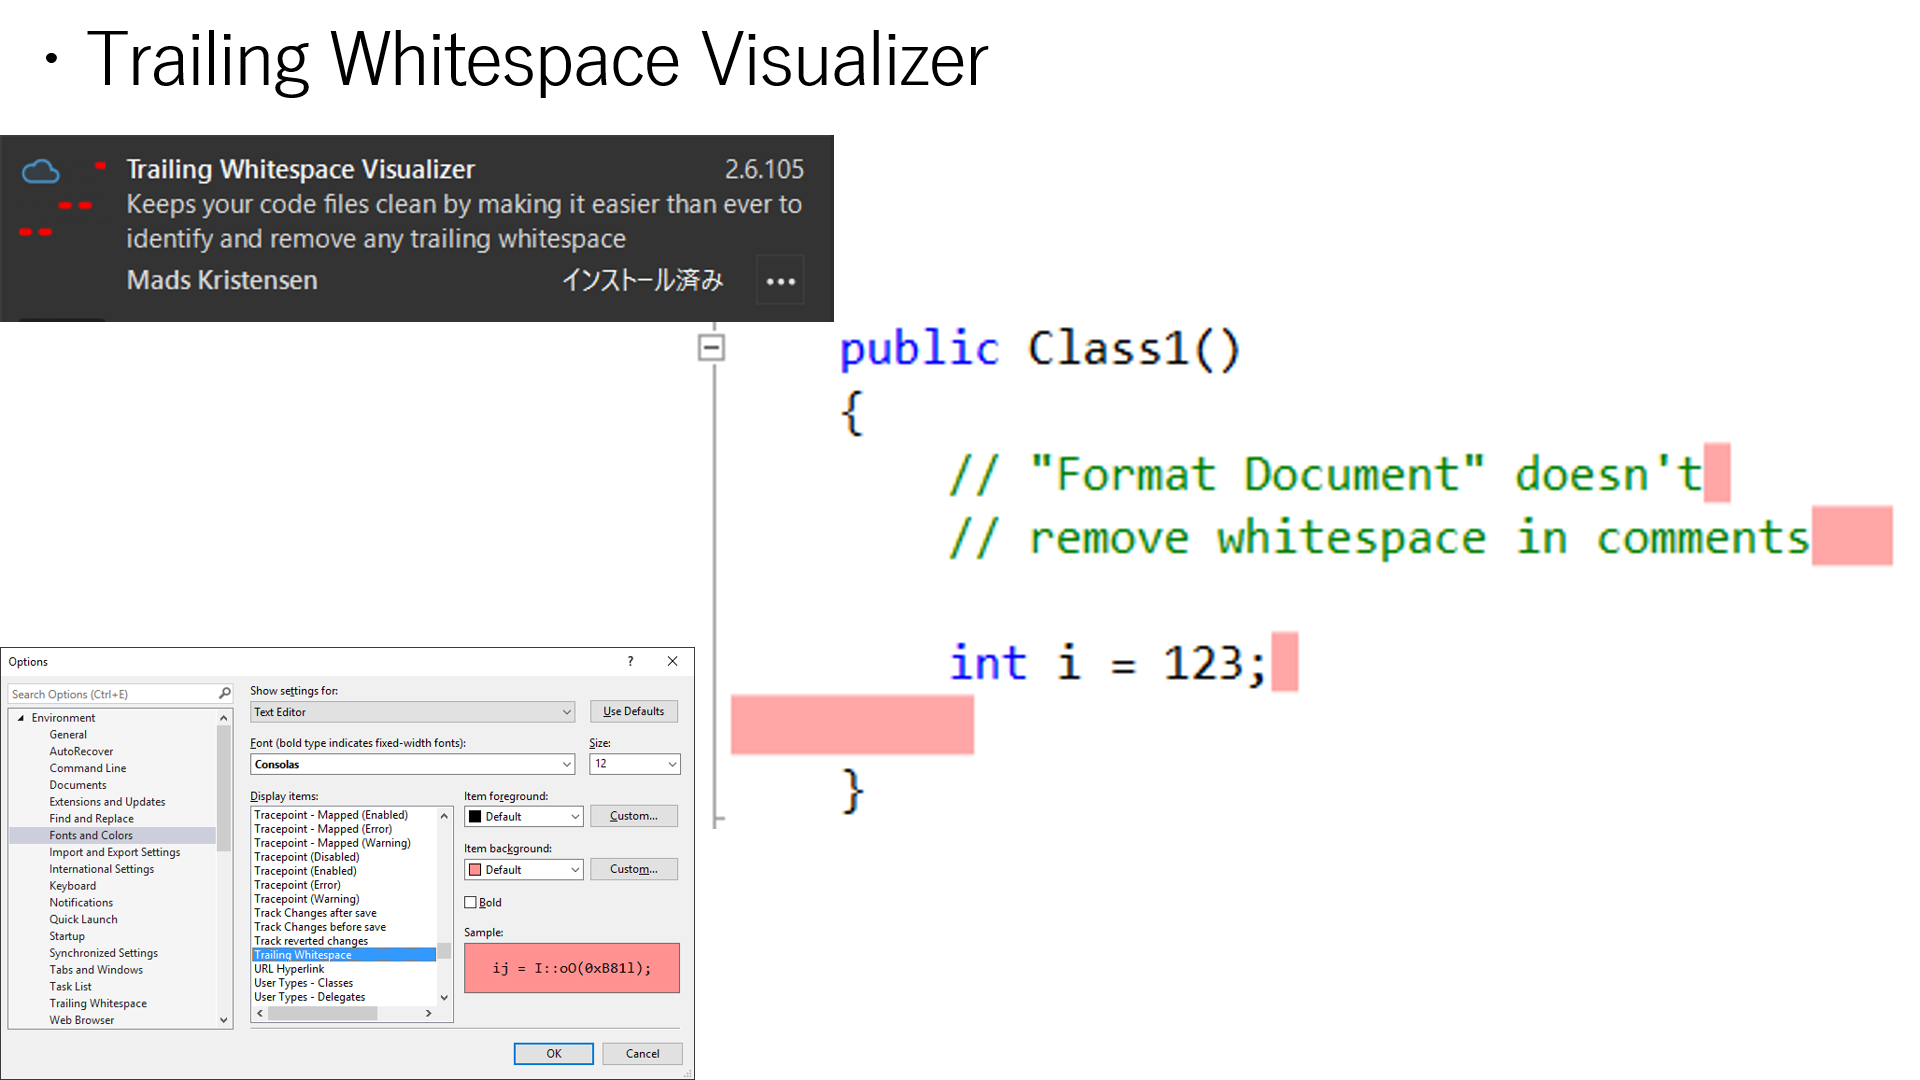 ・Trailing Whitespace Visualizer
Trailing Whitespace Visualizer 2.6.105
Keeps your code files clean by making it easier than ever to
identify and remove any trailing whitespace
Mads Kristensen インストール済み ...
public Class1()
{
// "Format Document" doesn't
// remove whitespace in comments
int i = 123;
}
Options ? ×
Search Options (Ctrl+E)
Environment
General
AutoRecover
Command Line
Documents
Extensions and Updates
Find and Replace
Fonts and Colors
Import and Export Settings
International Settings
Keyboard
Notifications
Quick Launch
Startup
Synchronized Settings
Tabs and Windows
Task List
Trailing Whitespace
Web Browser
Show settings for:
Text Editor
Use Defaults
Font (bold type indicates fixed-width fonts):
Consolas
Size:
12
Display items:
Tracepoint - Mapped (Enabled)
Tracepoint - Mapped (Error)
Tracepoint - Mapped (Warning)
Tracepoint (Disabled)
Tracepoint (Enabled)
Tracepoint (Error)
Tracepoint (Warning)
Track Changes after save
Track Changes before save
Track reverted changes
Trailing Whitespace
URL Hyperlink
User Types - Classes
User Types - Delegates
Item foreground:
Default
Custom...
Item background:
Default
Custom...
Bold
Sample:
ij = I::oO(0xB81l);
OK
Cancel